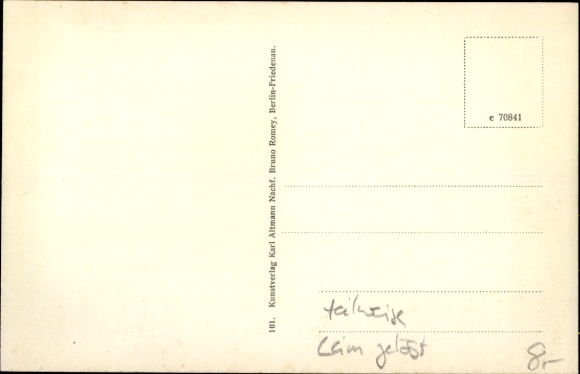 101. Kunstverlag Karl Altmann Nachf. Bruno Romey, Berlin-Friedenau.
e 70841
teilweise
Leim gelöst
8,-